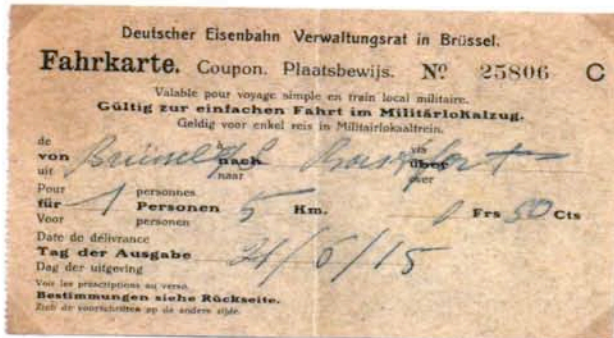 Deutscher Eisenbahn Verwaltungsrat in Brüssel.
Fahrkarte. Coupon. Plaatsbewijs. Nº 25806 C
Valable pour voyage simple en train local militaire.
Gültig zur einfachen Fahrt im Militärlokalzug.
Geldig voor enkel reis in Militairlokaaltrein.
de à via
von nach über
uit naar over
Pour personnes
für 1 Personen 5 Km. Frs 50 Cts
Voor personen
Date de délivrance
Tag der Ausgabe 21/6/15
Dag der uitgeving
Voir les prescriptions au verso.
Bestimmungen siehe Rückseite.
Zieh de voorschriften op de andere zijde.